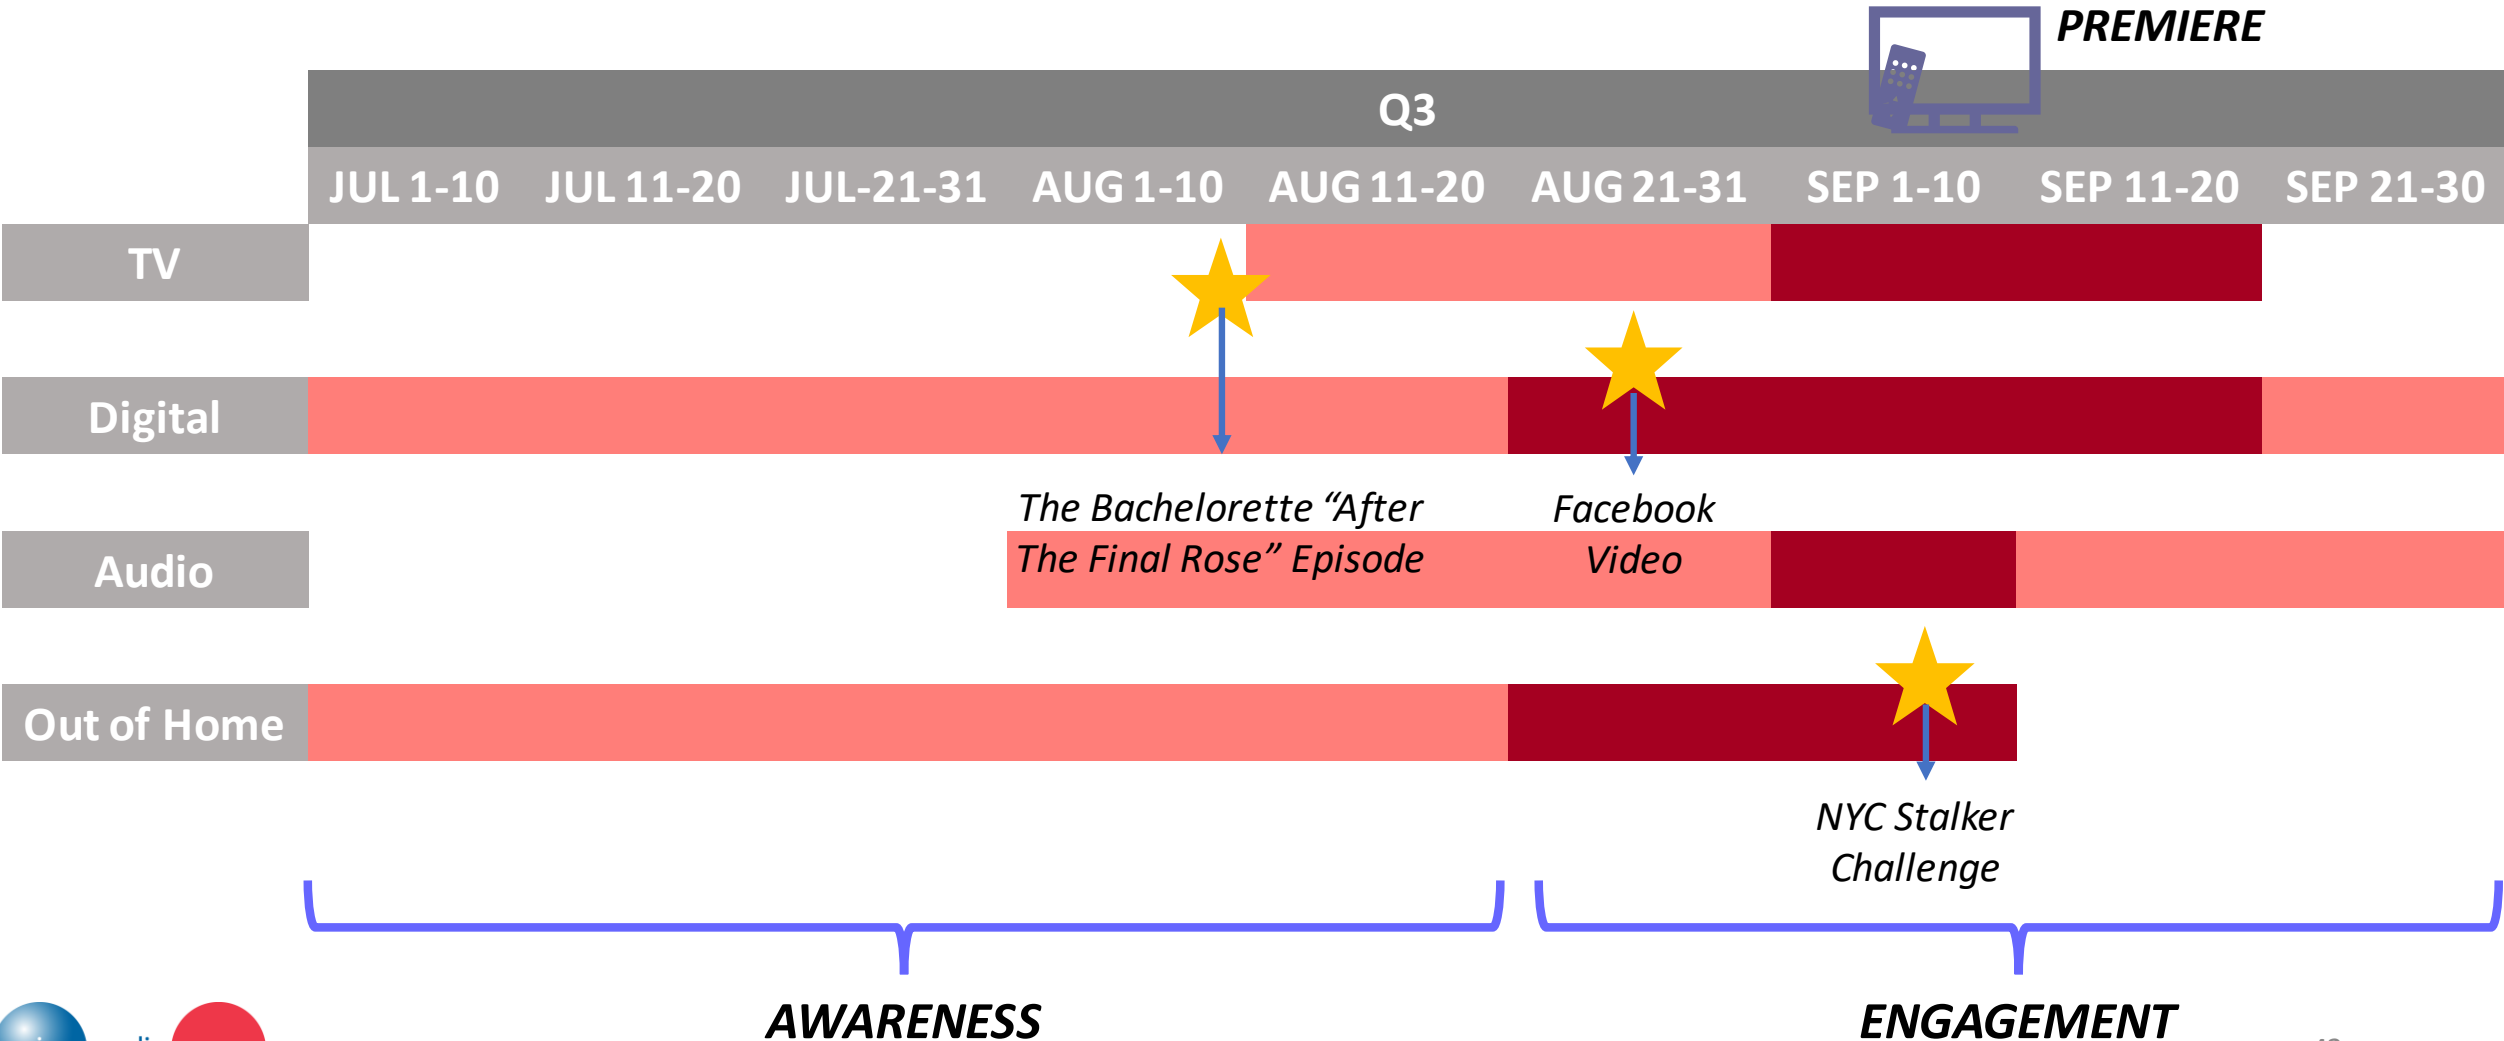 PREMIERE
Q3
JUL 1-10 JUL 11-20 JUL-21-31 AUG 1-10 AUG 11-20 AUG 21-31 SEP 1-10 SEP 11-20 SEP 21-30
TV
Digital
The Bachelorette “After
The Final Rose” Episode
Facebook
Video
Audio
Out of Home
NYC Stalker
Challenge
AWARENESS
ENGAGEMENT